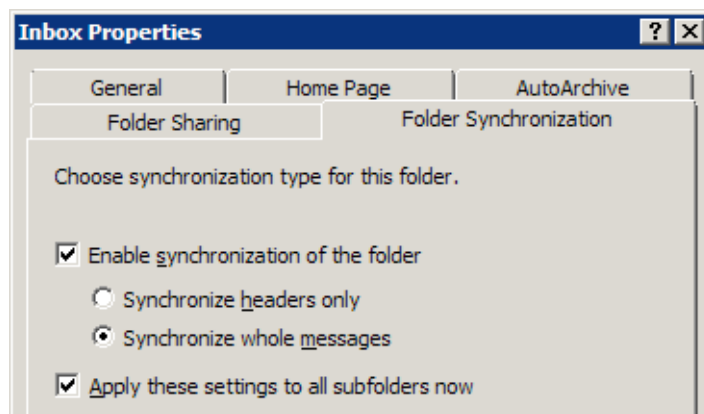 Inbox Properties
General Home Page AutoArchive
Folder Sharing Folder Synchronization
Choose synchronization type for this folder.
Enable synchronization of the folder
Synchronize headers only
Synchronize whole messages
Apply these settings to all subfolders now